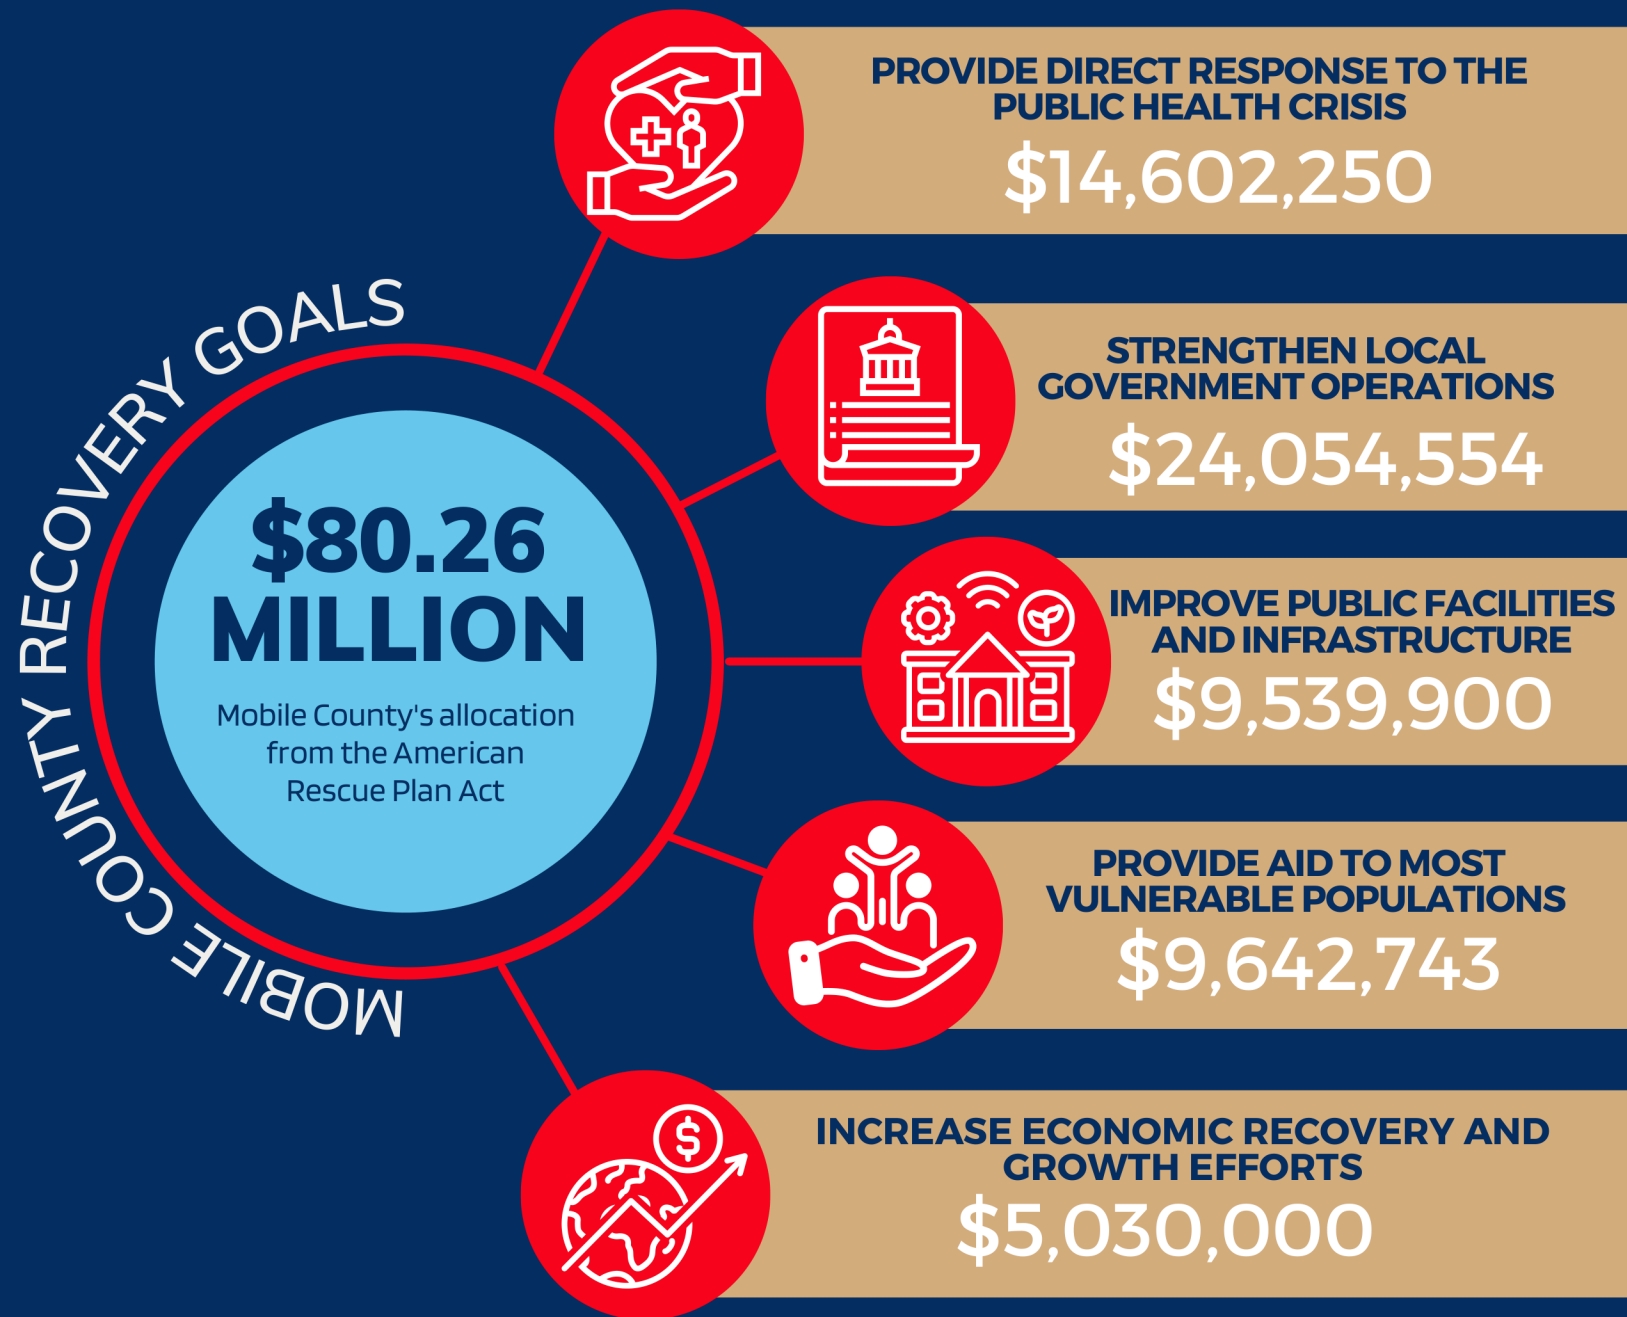 MOBILE COUNTY RECOVERY GOALS
$80.26
MILLION
Mobile County's allocation
from the American
Rescue Plan Act
PROVIDE DIRECT RESPONSE TO THE
PUBLIC HEALTH CRISIS
$14,602,250
STRENGTHEN LOCAL
GOVERNMENT OPERATIONS
$24,054,554
IMPROVE PUBLIC FACILITIES
AND INFRASTRUCTURE
$9,539,900
PROVIDE AID TO MOST
VULNERABLE POPULATIONS
$9,642,743
$
INCREASE ECONOMIC RECOVERY AND
GROWTH EFFORTS
$5,030,000